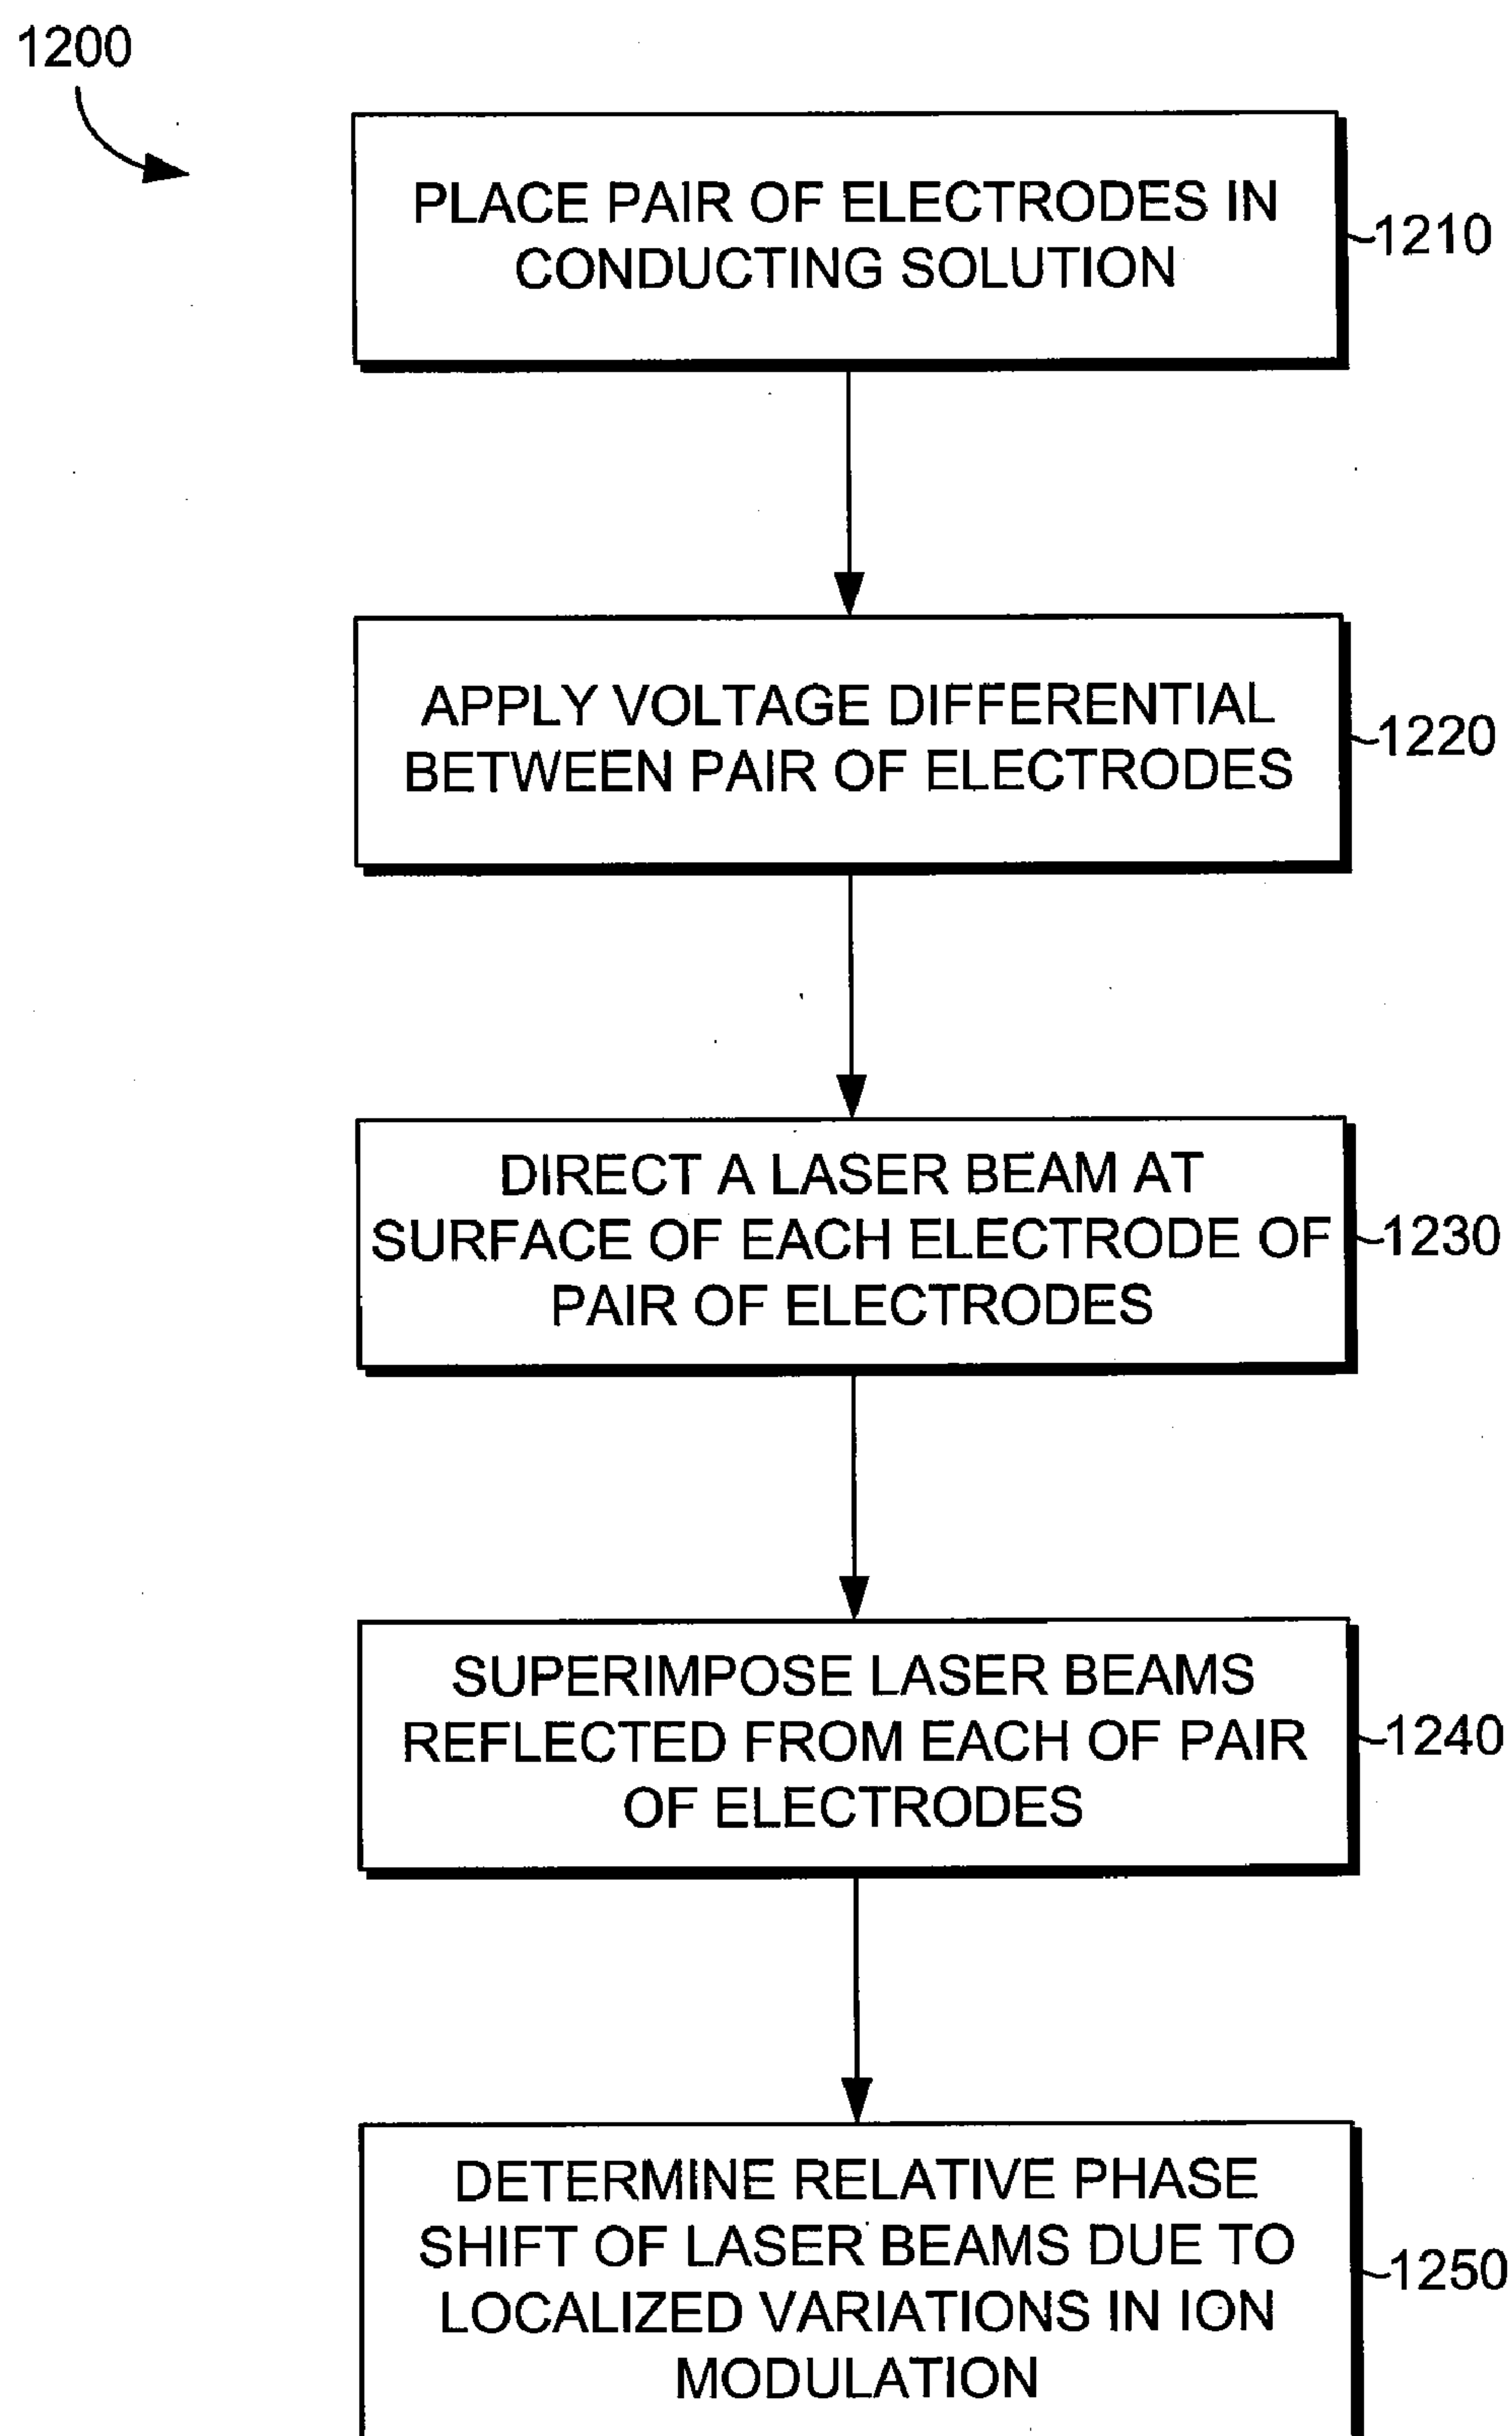 1200
PLACE PAIR OF ELECTRODES IN
CONDUCTING SOLUTION
1210
APPLY VOLTAGE DIFFERENTIAL
BETWEEN PAIR OF ELECTRODES
1220
DIRECT A LASER BEAM AT
SURFACE OF EACH ELECTRODE OF
PAIR OF ELECTRODES
1230
SUPERIMPOSE LASER BEAMS
REFLECTED FROM EACH OF PAIR
OF ELECTRODES
1240
DETERMINE RELATIVE PHASE
SHIFT OF LASER BEAMS DUE TO
LOCALIZED VARIATIONS IN ION
MODULATION
1250